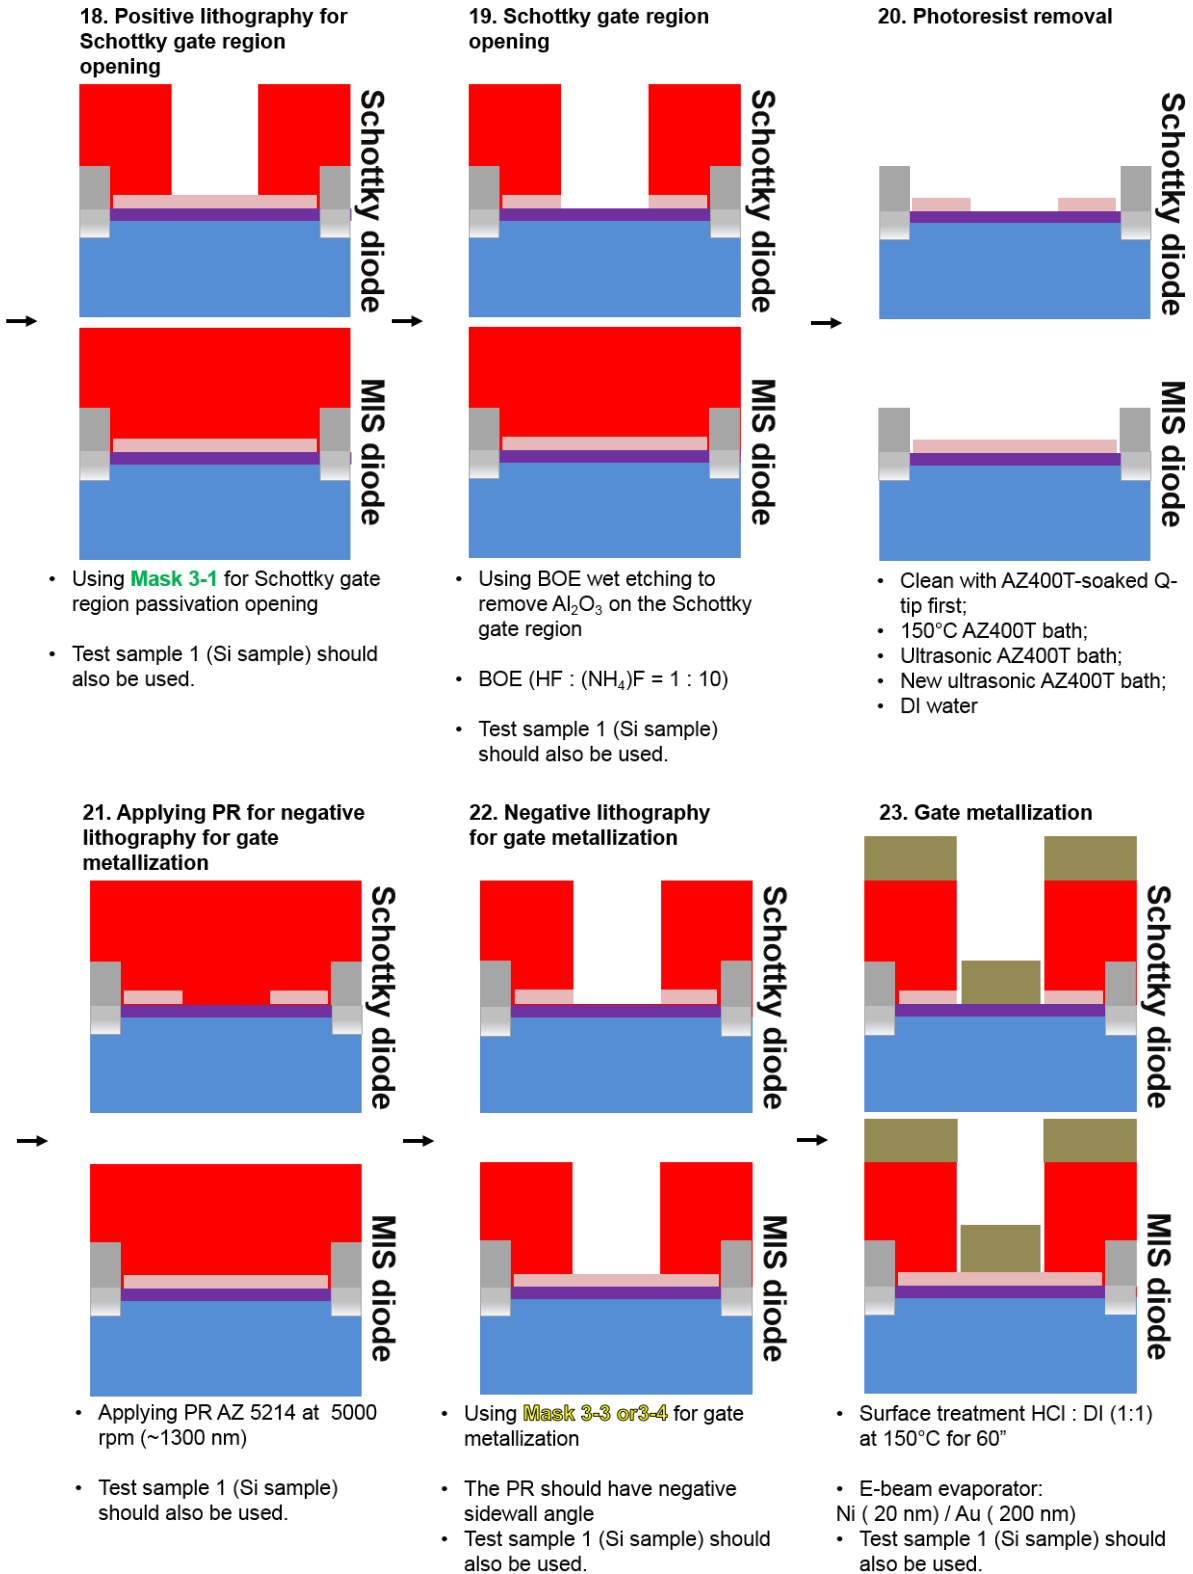 18. Positive lithography for
Schottky gate region
opening
Schottky diode
MIS diode
• Using Mask 3-1 for Schottky gate
region passivation opening
• Test sample 1 (Si sample) should
also be used.
19. Schottky gate region
opening
Schottky diode
MIS diode
• Using BOE wet etching to
remove Al₂O₃ on the Schottky
gate region
• BOE (HF : (NH₄)F = 1 : 10)
• Test sample 1 (Si sample)
should also be used.
20. Photoresist removal
Schottky diode
MIS diode
• Clean with AZ400T-soaked Q-
tip first;
• 150°C AZ400T bath;
• Ultrasonic AZ400T bath;
• New ultrasonic AZ400T bath;
• DI water
21. Applying PR for negative
lithography for gate
metallization
Schottky diode
MIS diode
• Applying PR AZ 5214 at 5000
rpm (~1300 nm)
• Test sample 1 (Si sample)
should also be used.
22. Negative lithography
for gate metallization
Schottky diode
MIS diode
• Using Mask 3-3 or3-4 for gate
metallization
• The PR should have negative
sidewall angle
• Test sample 1 (Si sample) should
also be used.
23. Gate metallization
Schottky diode
MIS diode
• Surface treatment HCl : DI (1:1)
at 150°C for 60”
• E-beam evaporator:
Ni ( 20 nm) / Au ( 200 nm)
• Test sample 1 (Si sample) should
also be used.